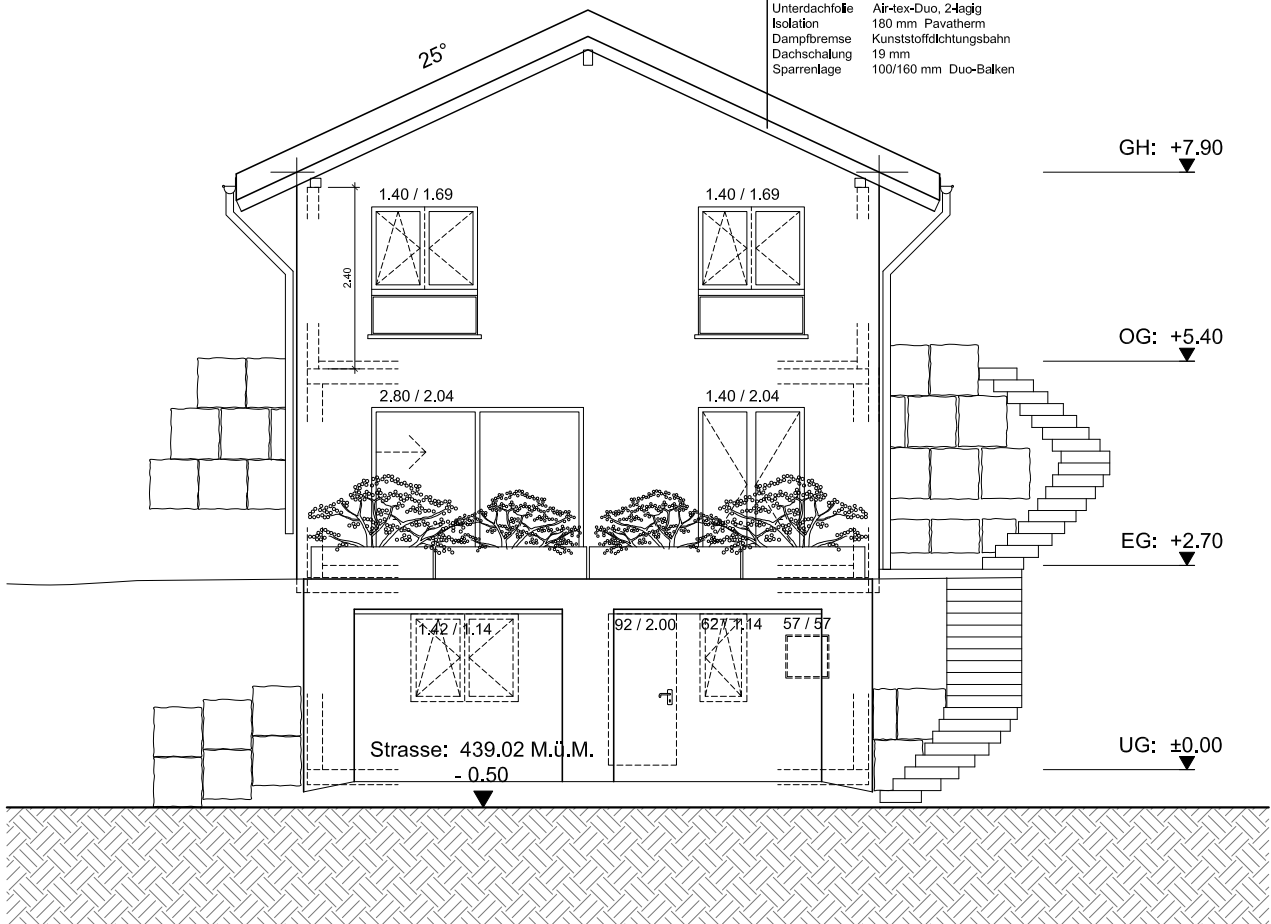 Unterdachfolie Air-tex-Duo, 2-lagig
Isolation 180 mm Pavatherm
Dampfbremse Kunststoffdichtungsbahn
Dachschalung 19 mm
Sparrenlage 100/160 mm Duo-Balken
25°
GH: +7.90
1.40 / 1.69
1.40 / 1.69
2.40
OG: +5.40
2.80 / 2.04
1.40 / 2.04
EG: +2.70
1.42 / 1.14
92 / 2.00
62 / 1.14
57 / 57
Strasse: 439.02 M.ü.M.
- 0.50
UG: ±0.00